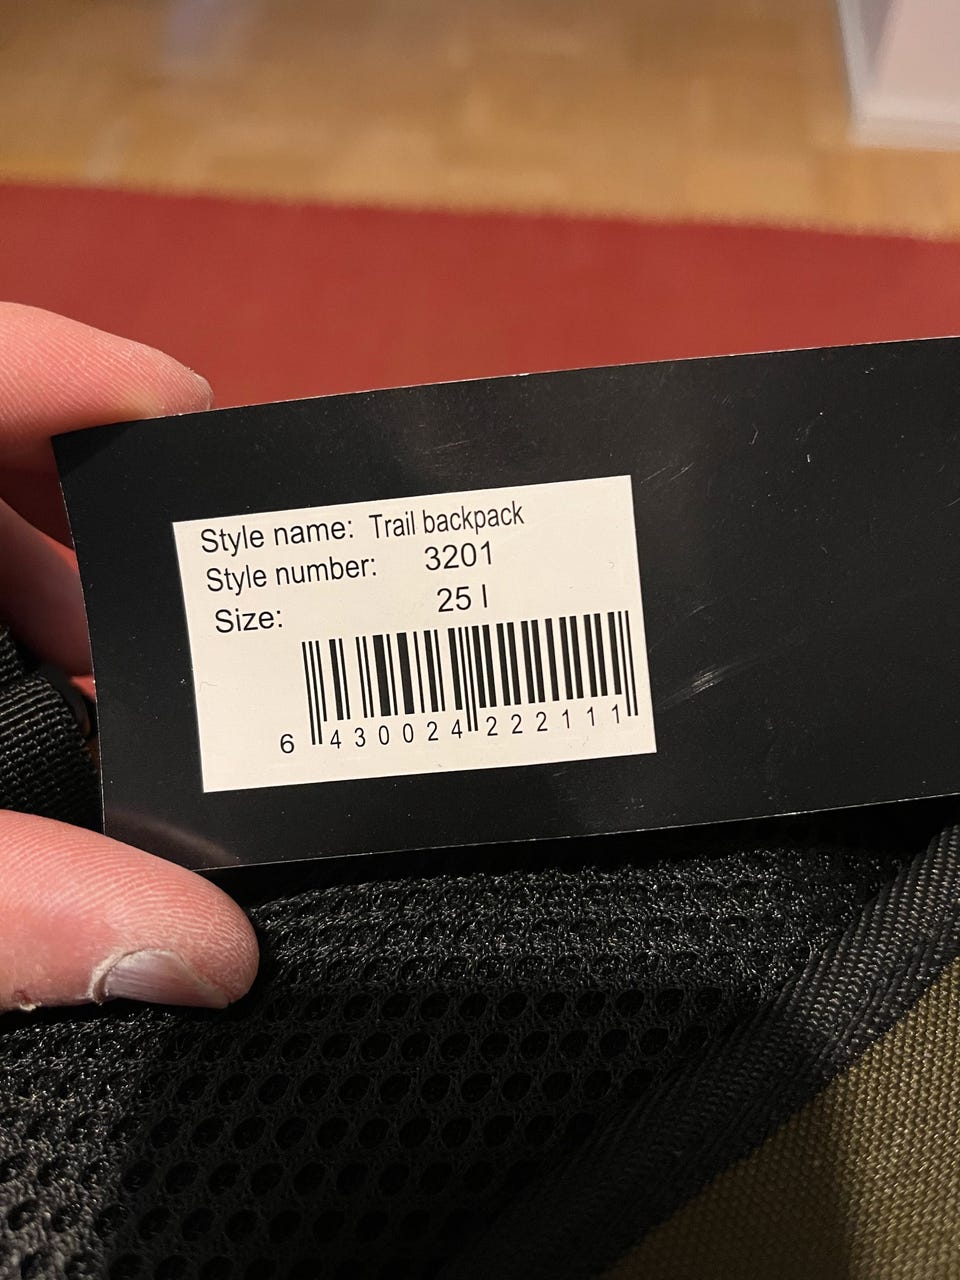 Style name: Trail backpack
Style number: 3201
Size: 25 l
6 430024 222111